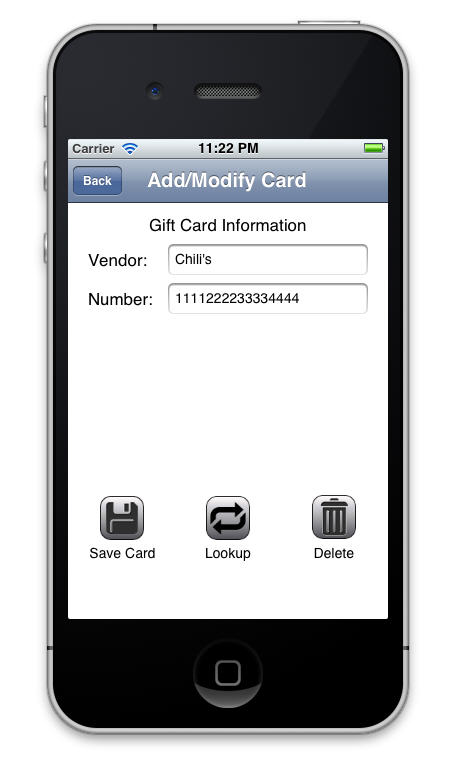 Carrier 11:22 PM
Back Add/Modify Card
Gift Card Information
Vendor: Chili's
Number: 1111222233334444
Save Card Lookup Delete